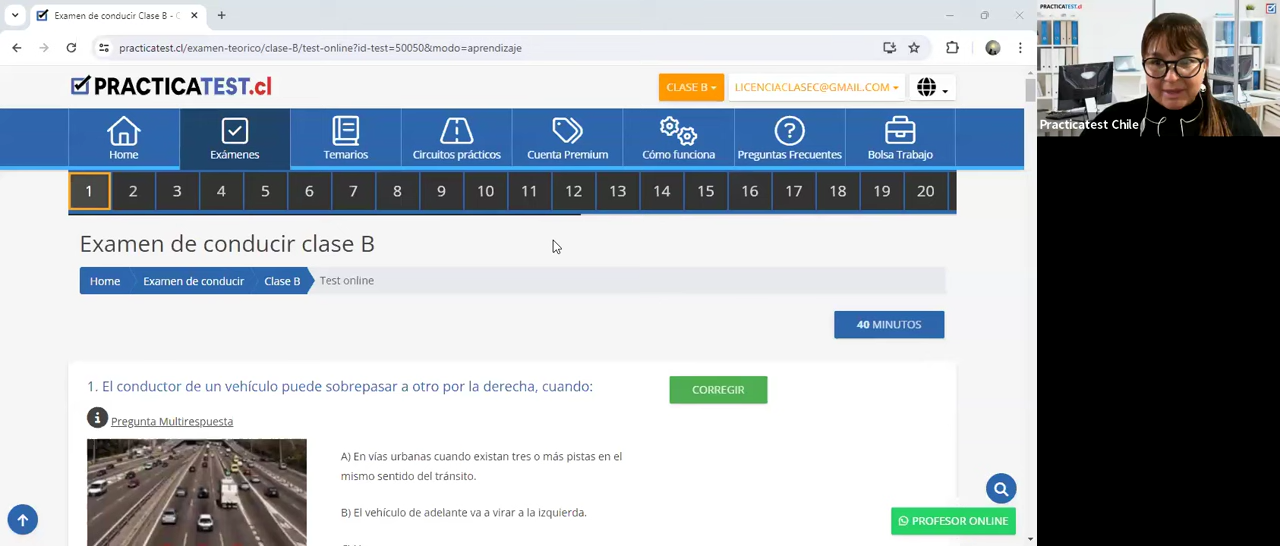 Examen de conducir Clase B - C
practicatest.cl/examen-teorico/clase-B/test-online?id-test=50050&modo=aprendizaje
PRACTICATEST.cl
CLASE B
LICENCIACLASEC@GMAIL.COM
Home
Exámenes
Temarios
Circuitos prácticos
Cuenta Premium
Cómo funciona
Preguntas Frecuentes
Bolsa Trabajo
1 2 3 4 5 6 7 8 9 10 11 12 13 14 15 16 17 18 19 20
Examen de conducir clase B
Home Examen de conducir Clase B Test online
40 MINUTOS
1. El conductor de un vehículo puede sobrepasar a otro por la derecha, cuando:
CORREGIR
Pregunta Multirespuesta
A) En vías urbanas cuando existan tres o más pistas en el
mismo sentido del tránsito.
B) El vehículo de adelante va a virar a la izquierda.
PROFESOR ONLINE
PRACTICATEST.cl
Practicatest Chile